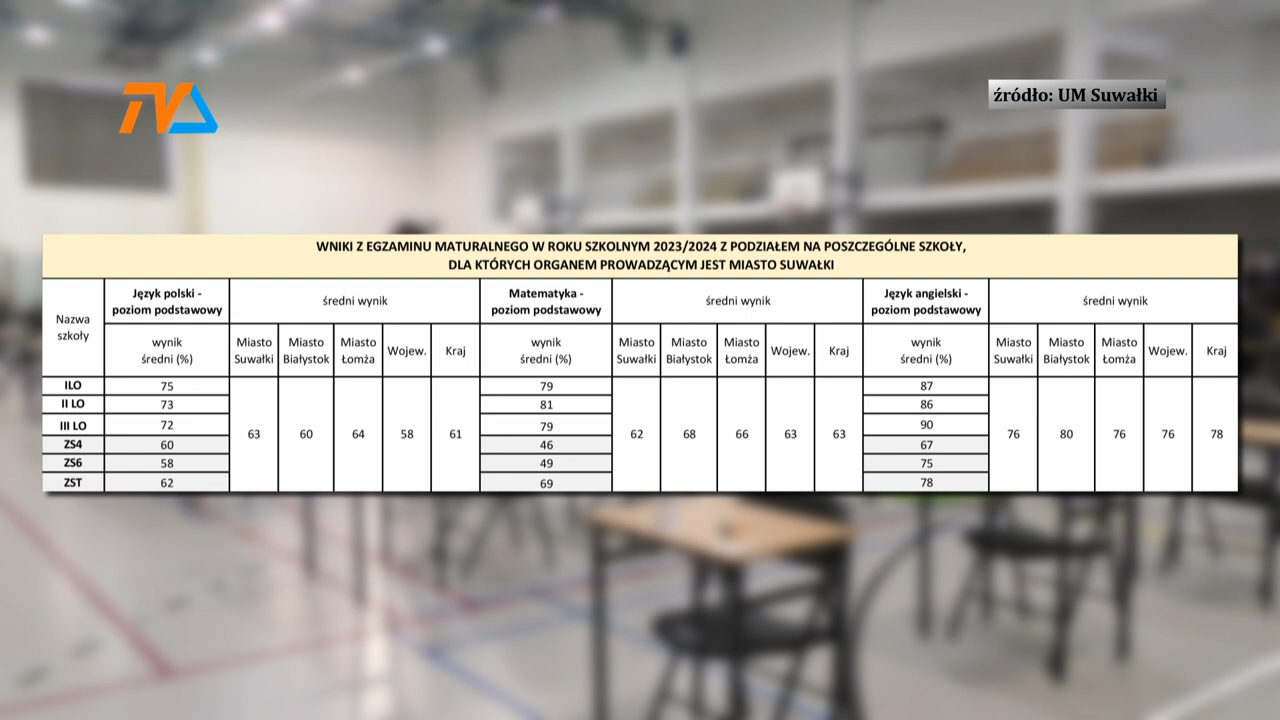 TVA
źródło: UM Suwałki
WNIKI Z EGZAMINU MATURALNEGO W ROKU SZKOLNYM 2023/2024 Z PODZIAŁEM NA POSZCZEGÓLNE SZKOŁY,
DLA KTÓRYCH ORGANEM PROWADZĄCYM JEST MIASTO SUWAŁKI
Nazwa szkoły
Język polski - poziom podstawowy
średni wynik
Matematyka - poziom podstawowy
średni wynik
Język angielski - poziom podstawowy
średni wynik
wynik średni (%) Miasto Suwałki Miasto Białystok Miasto Łomża Wojew. Kraj wynik średni (%) Miasto Suwałki Miasto Białystok Miasto Łomża Wojew. Kraj wynik średni (%) Miasto Suwałki Miasto Białystok Miasto Łomża Wojew. Kraj
ILO 75 79 87
II LO 73 81 86
III LO 72 79 90
63 60 64 58 61 62 68 66 63 63 76 80 76 76 78
ZS4 60 46 67
ZS6 58 49 75
ZST 62 69 78